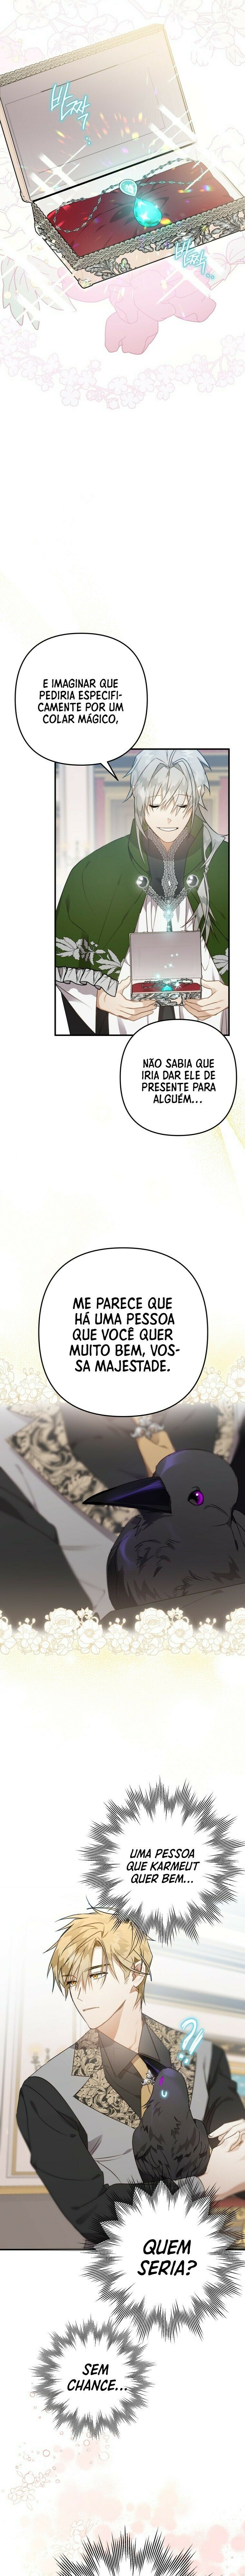 반짝
반짝
E IMAGINAR QUE
PEDIRIA ESPECIFI-
CAMENTE POR UM
COLAR MÁGICO,
NÃO SABIA QUE
IRIA DAR ELE DE
PRESENTE PARA
ALGUÉM...
ME PARECE QUE
HÁ UMA PESSOA
QUE VOCÊ QUER
MUITO BEM, VOS-
SA MAJESTADE.
UMA PESSOA
QUE KARMEUT
QUER BEM...
?
QUEM
SERIA?
SEM
CHANCE...